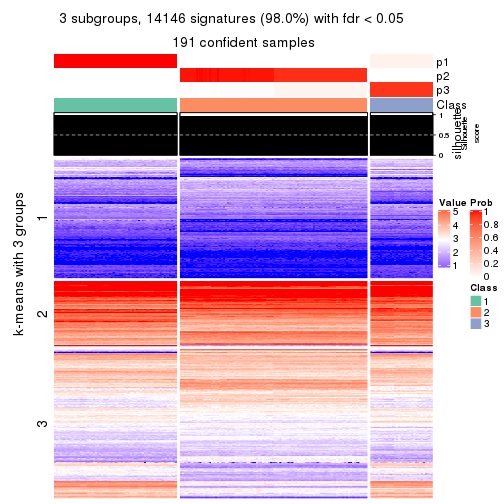 3 subgroups, 14146 signatures (98.0%) with fdr < 0.05
191 confident samples
p1
p2
p3
Class
1
0.5
0
silhouette
Silhouette
score
k-means with 3 groups
1
2
3
Value
5
4
3
2
1
Prob
1
0.8
0.6
0.4
0.2
0
Class
1
2
3